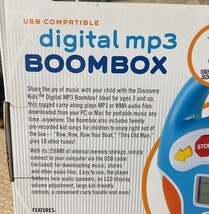 USB COMPATIBLE
digital mp3
BOOMBOX
Share the joy of music with your child with the Discovery
Kids™ Digital MP3 Boombox! Ideal for ages 3 and up,
this rugged carry-along plays MP3 or WMA audio files
downloaded from your PC or Mac for portable music any
time, anywhere. The Boombox also includes twenty
pre-recorded kid songs for children to enjoy right out of the
box — "Row, Row, Row Your Boat," "This Old Man,"
plus 18 other tunes!
With its 256MB of internal memory storage, simply
connect to your computer via the USB cable
(included) for downloading music, stories
and other audio files. Easy to use, the player
features two audio speakers, an LCD display,
volume adjustment, large kid-friendly
controls, a convenient carry handle and more!
STOP